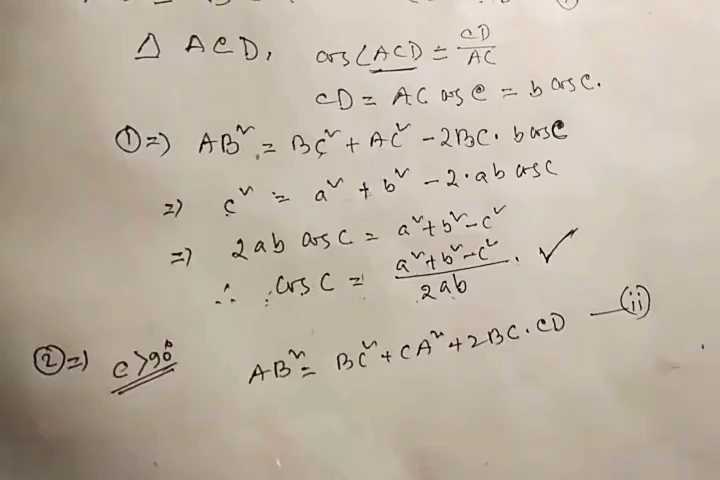 △ ACD, cos∠ACD = CD/AC
CD = AC cos C = b cos C.
①⇒ AB² = BC² + AC² - 2BC. b cos C
⇒ c² = a² + b² - 2.ab cos C
⇒ 2ab cos C = a²+b²-c²
∴ cos C = a²+b²-c²/2ab. ✓
②⇒ C>90° AB² = BC² + CA² + 2BC.CD —(ii)